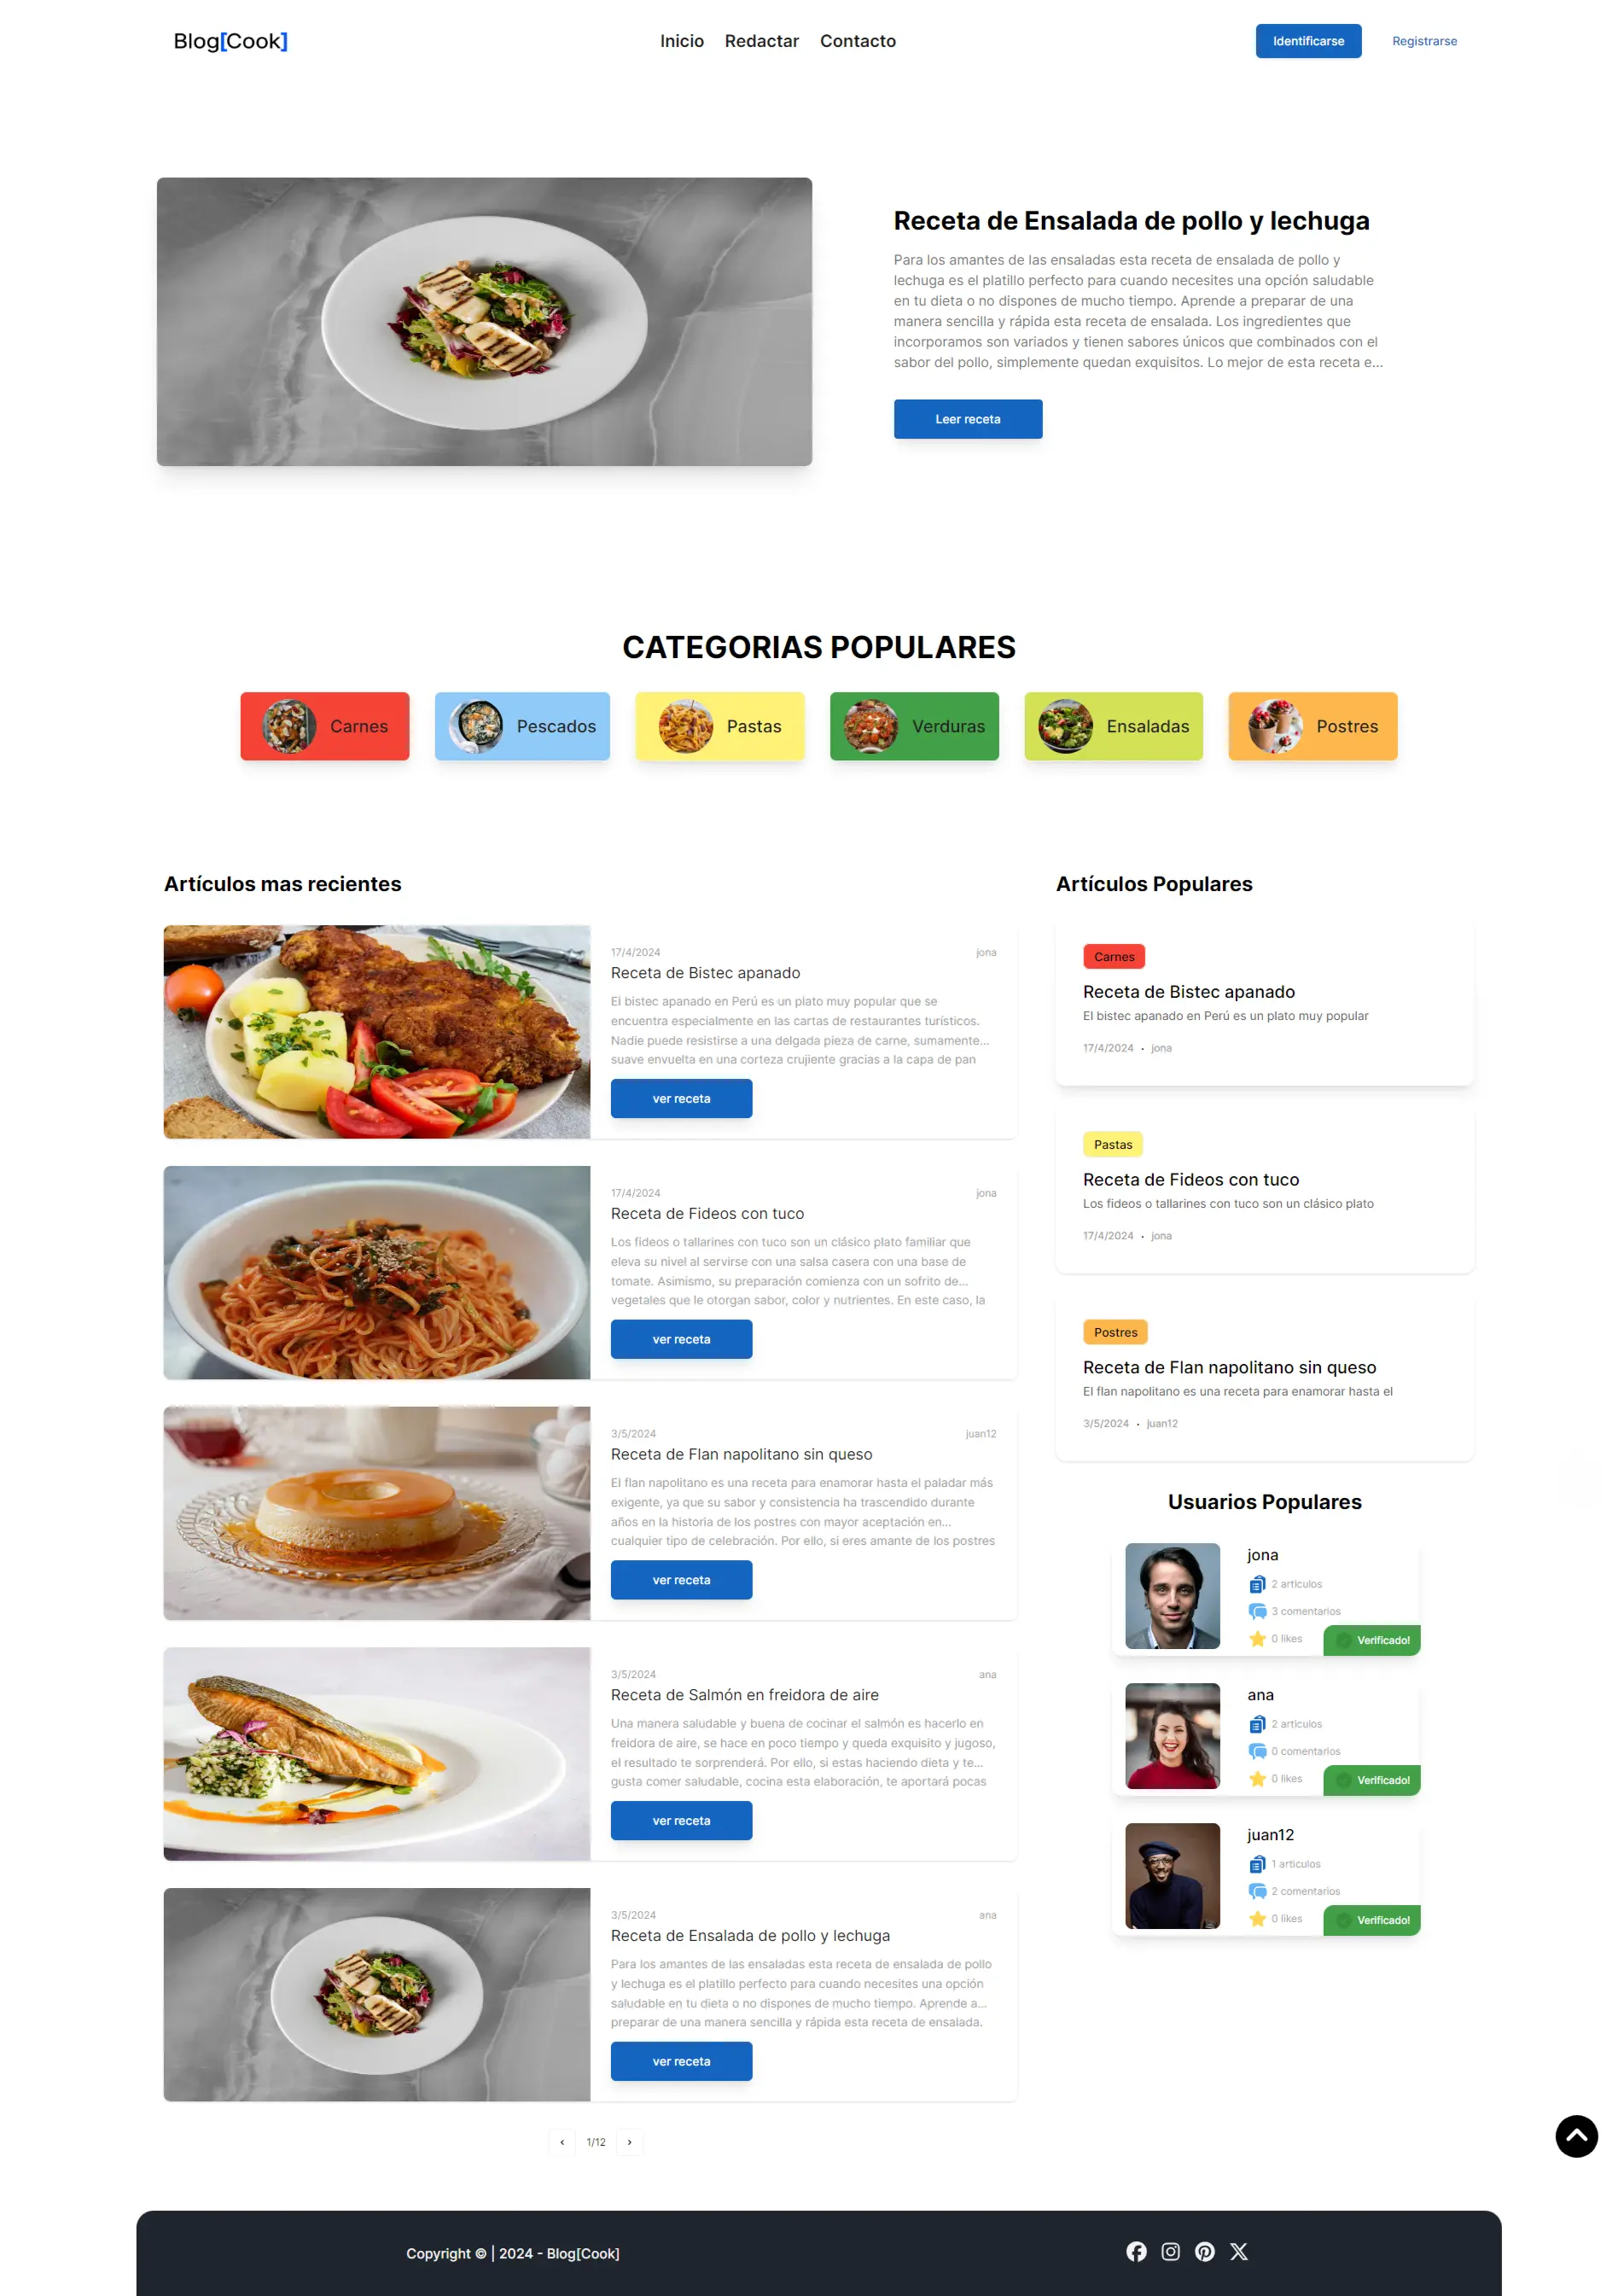 Blog[Cook]
Inicio Redactar Contacto
Identificarse Registrarse
Receta de Ensalada de pollo y lechuga
Para los amantes de las ensaladas esta receta de ensalada de pollo y
lechuga es el platillo perfecto para cuando necesites una opción saludable
en tu dieta o no dispones de mucho tiempo. Aprende a preparar de una
manera sencilla y rápida esta receta de ensalada. Los ingredientes que
incorporamos son variados y tienen sabores únicos que combinados con el
sabor del pollo, simplemente quedan exquisitos. Lo mejor de esta receta e...
Leer receta
CATEGORIAS POPULARES
Carnes Pescados Pastas Verduras Ensaladas Postres
Artículos mas recientes
17/4/2024 jona
Receta de Bistec apanado
El bistec apanado en Perú es un plato muy popular que se
encuentra especialmente en las cartas de restaurantes turísticos.
Nadie puede resistirse a una delgada pieza de carne, sumamente...
suave envuelta en una corteza crujiente gracias a la capa de pan
ver receta
17/4/2024 jona
Receta de Fideos con tuco
Los fideos o tallarines con tuco son un clásico plato familiar que
eleva su nivel al servirse con una salsa casera con una base de
tomate. Asimismo, su preparación comienza con un sofrito de...
vegetales que le otorgan sabor, color y nutrientes. En este caso, la
ver receta
3/5/2024 juan12
Receta de Flan napolitano sin queso
El flan napolitano es una receta para enamorar hasta el paladar más
exigente, ya que su sabor y consistencia ha trascendido durante
años en la historia de los postres con mayor aceptación en...
cualquier tipo de celebración. Por ello, si eres amante de los postres
ver receta
3/5/2024 ana
Receta de Salmón en freidora de aire
Una manera saludable y buena de cocinar el salmón es hacerlo en
freidora de aire, se hace en poco tiempo y queda exquisito y jugoso,
el resultado te sorprenderá. Por ello, si estas haciendo dieta y te...
gusta comer saludable, cocina esta elaboración, te aportará pocas
ver receta
3/5/2024 ana
Receta de Ensalada de pollo y lechuga
Para los amantes de las ensaladas esta receta de ensalada de pollo
y lechuga es el platillo perfecto para cuando necesites una opción
saludable en tu dieta o no dispones de mucho tiempo. Aprende a...
preparar de una manera sencilla y rápida esta receta de ensalada.
ver receta
‹ 1/12 ›
Artículos Populares
Carnes
Receta de Bistec apanado
El bistec apanado en Perú es un plato muy popular
17/4/2024 · jona
Pastas
Receta de Fideos con tuco
Los fideos o tallarines con tuco son un clásico plato
17/4/2024 · jona
Postres
Receta de Flan napolitano sin queso
El flan napolitano es una receta para enamorar hasta el
3/5/2024 · juan12
Usuarios Populares
jona
2 articulos
3 comentarios
0 likes Verificado!
ana
2 articulos
0 comentarios
0 likes Verificado!
juan12
1 articulos
2 comentarios
0 likes Verificado!
Copyright © | 2024 - Blog[Cook]